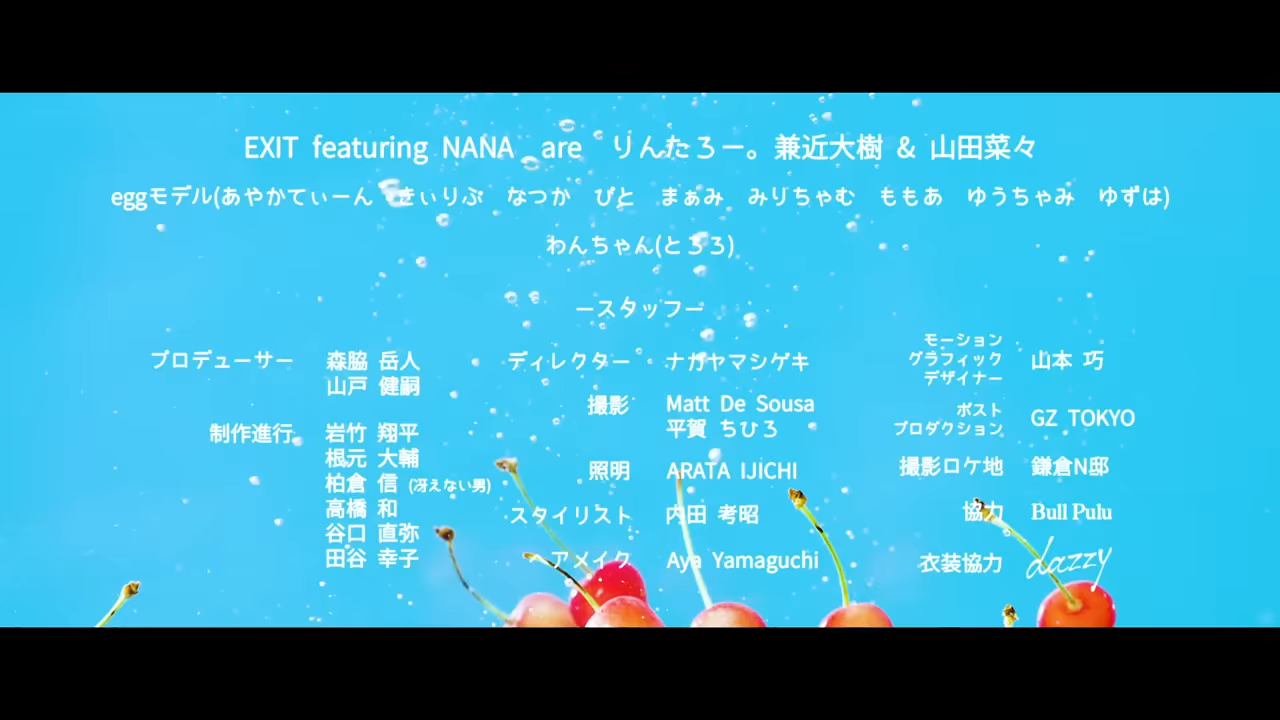 EXIT featuring NANA are りんたろー。兼近大樹 & 山田菜々
eggモデル(あやかてぃーん きぃりぷ なつか ぴと まぁみ みりちゃむ ももあ ゆうちゃみ ゆずは)
わんちゃん(とろろ)
ースタッフー
プロデューサー 森脇 岳人
山戸 健嗣
制作進行 岩竹 翔平
根元 大輔
柏倉 信 (冴えない男)
高橋 和
谷口 直弥
田谷 幸子
ディレクター ナガヤマシゲキ
撮影 Matt De Sousa
平賀 ちひろ
照明 ARATA IJICHI
スタイリスト 内田 考昭
ヘアメイク Aya Yamaguchi
モーション
グラフィック 山本 巧
デザイナー
ポスト
プロダクション GZ TOKYO
撮影ロケ地 鎌倉N邸
協力 Bull Pulu
衣装協力 dazzy